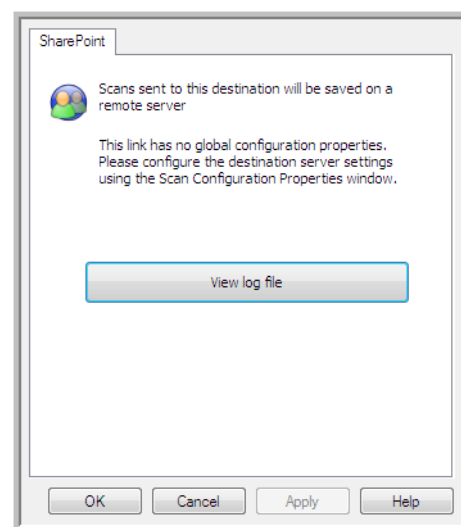 SharePoint
Scans sent to this destination will be saved on a
remote server
This link has no global configuration properties.
Please configure the destination server settings
using the Scan Configuration Properties window.
View log file
OK
Cancel
Apply
Help